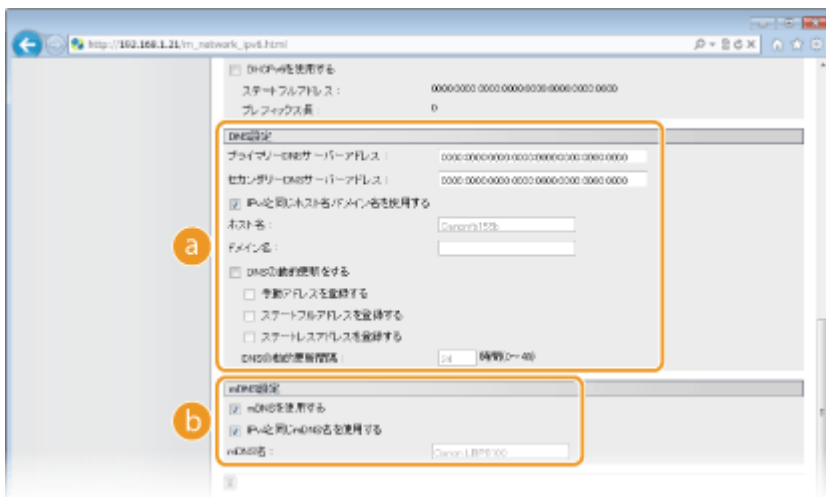 http://192.168.1.21/m_network_ipv6.html
DHCPv6を使用する
ステートフルアドレス： 0000:0000:0000:0000:0000:0000:0000:0000
プレフィックス長： 0
DNS設定
プライマリーDNSサーバーアドレス： 0000:0000:0000:0000:0000:0000:0000:0000
セカンダリーDNSサーバーアドレス： 0000:0000:0000:0000:0000:0000:0000:0000
IPv4と同じホスト名/ドメイン名を使用する
ホスト名：
ドメイン名：
a
DNSの動的更新をする
手動アドレスを登録する
ステートフルアドレスを登録する
ステートレスアドレスを登録する
DNSの動的更新間隔： 24 時間(0～48)
mDNS設定
mDNSを使用する
b
IPv4と同じmDNS名を使用する
mDNS名：